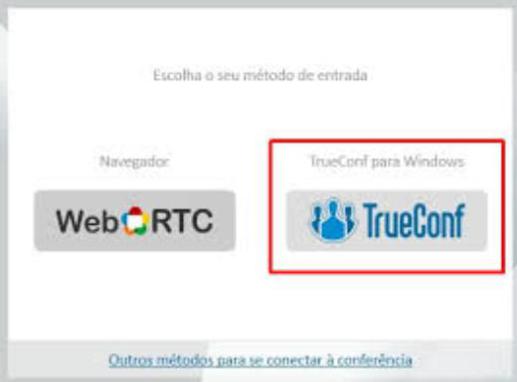 Escolha o seu método de entrada
Navegador
TrueConf para Windows
WebRTC
TrueConf
Outros métodos para se conectar à conferência